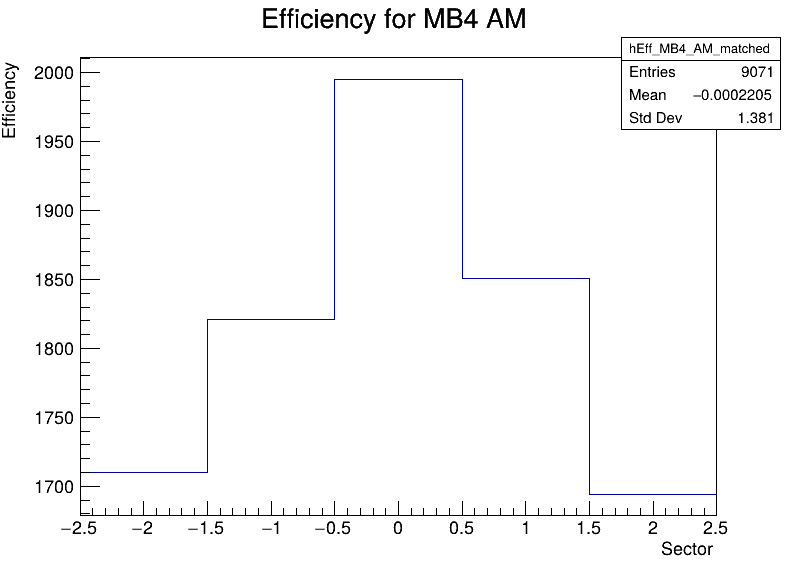 Efficiency for MB4 AM
hEff_MB4_AM_matched
Entries 9071
Mean −0.0002205
Std Dev 1.381
Efficiency
2000
1950
1900
1850
1800
1750
1700
−2.5 −2 −1.5 −1 −0.5 0 0.5 1 1.5 2 2.5
Sector